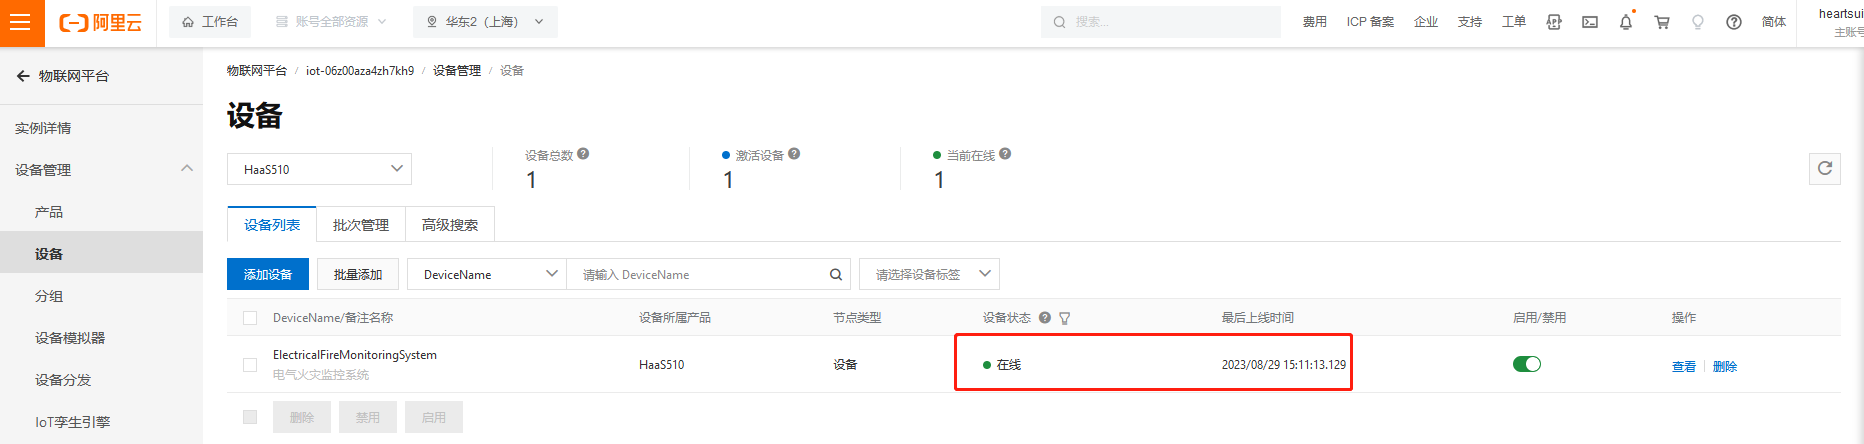 阿里云 工作台 账号全部资源 华东2（上海） 搜索... 费用 ICP 备案 企业 支持 工单 简体 heartsui
主账号
物联网平台
实例详情
设备管理
产品
设备
分组
设备模拟器
设备分发
IoT孪生引擎
物联网平台 / iot-06z00aza4zh7kh9 / 设备管理 / 设备
设备
HaaS510
设备总数 激活设备 当前在线
1 1 1
设备列表 批次管理 高级搜索
添加设备 批量添加 DeviceName 请输入 DeviceName 请选择设备标签
DeviceName/备注名称 设备所属产品 节点类型 设备状态 最后上线时间 启用/禁用 操作
ElectricalFireMonitoringSystem HaaS510 设备 在线 2023/08/29 15:11:13.129 查看 删除
电气火灾监控系统
删除 禁用 启用